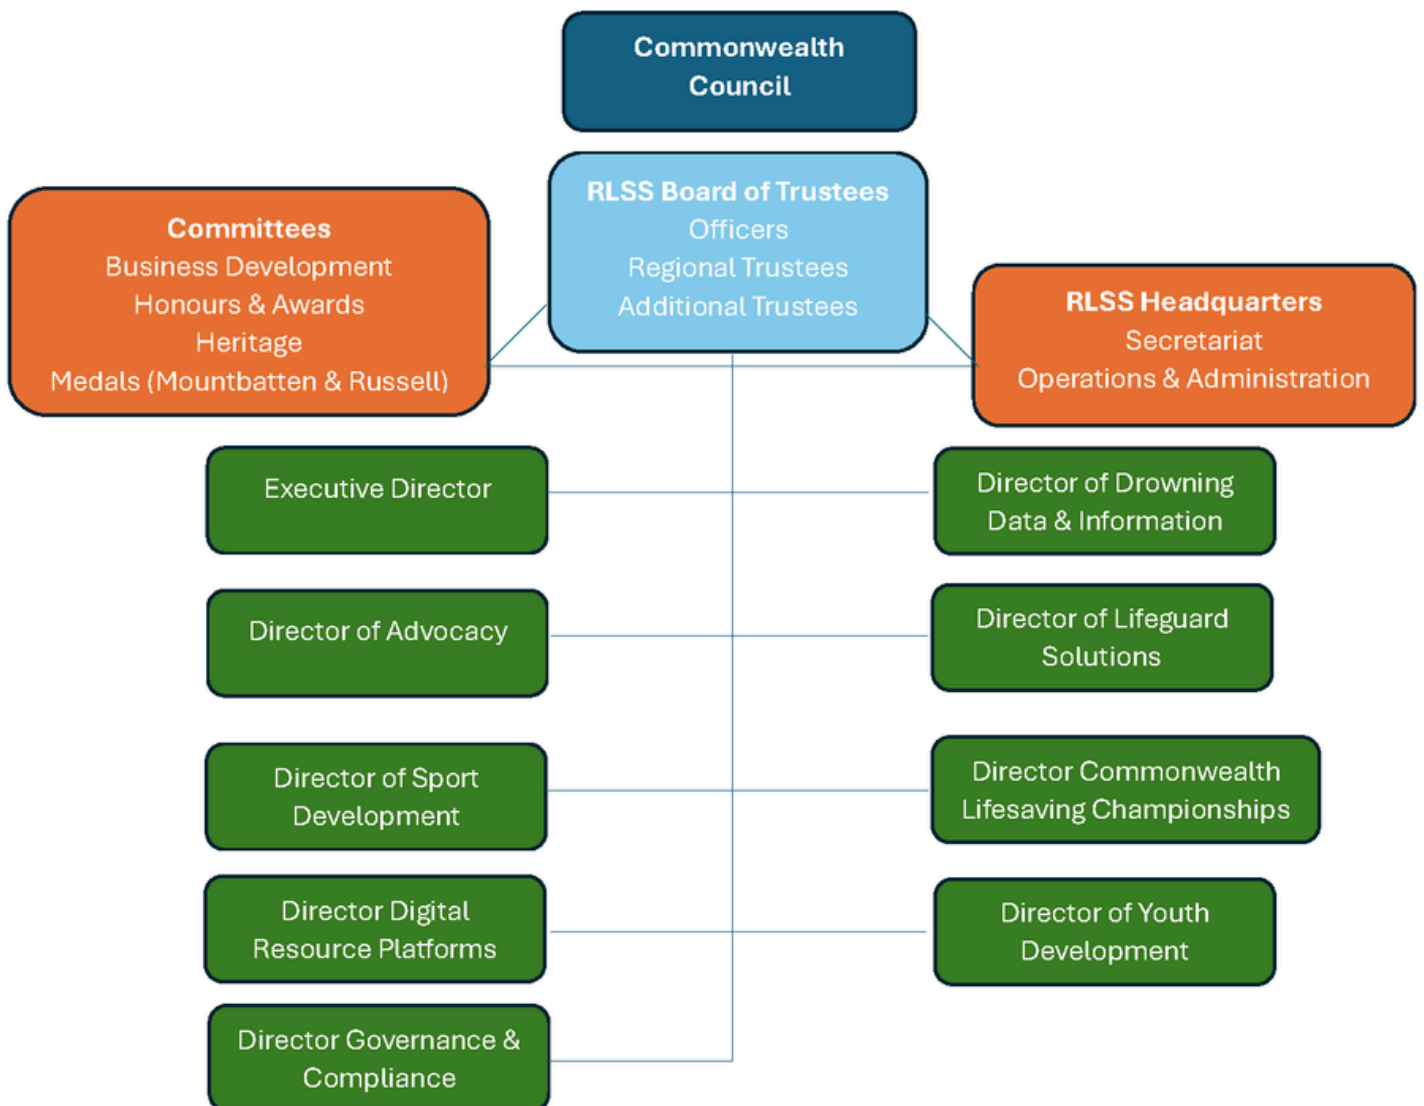 Commonwealth
Council
RLSS Board of Trustees
Officers
Regional Trustees
Additional Trustees
Committees
Business Development
Honours & Awards
Heritage
Medals (Mountbatten & Russell)
RLSS Headquarters
Secretariat
Operations & Administration
Executive Director
Director of Drowning
Data & Information
Director of Advocacy
Director of Lifeguard
Solutions
Director of Sport
Development
Director Commonwealth
Lifesaving Championships
Director Digital
Resource Platforms
Director of Youth
Development
Director Governance &
Compliance